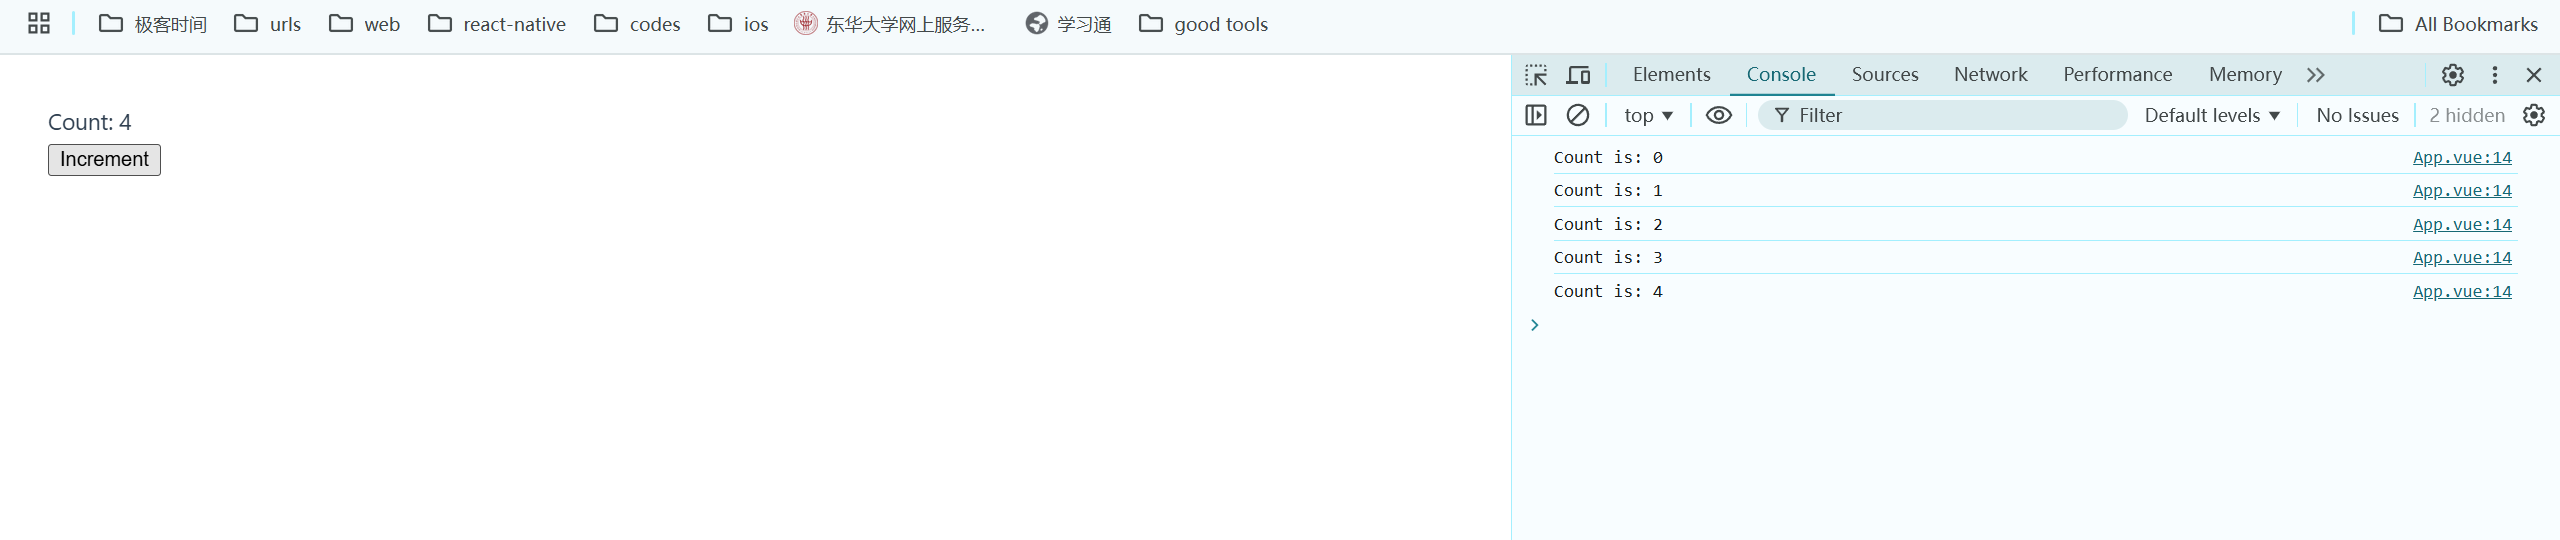 极客时间 urls web react-native codes ios 东华大学网上服务... 学习通 good tools All Bookmarks
Elements Console Sources Network Performance Memory
top Filter Default levels No Issues 2 hidden
Count: 4
Increment
Count is: 0 App.vue:14
Count is: 1 App.vue:14
Count is: 2 App.vue:14
Count is: 3 App.vue:14
Count is: 4 App.vue:14